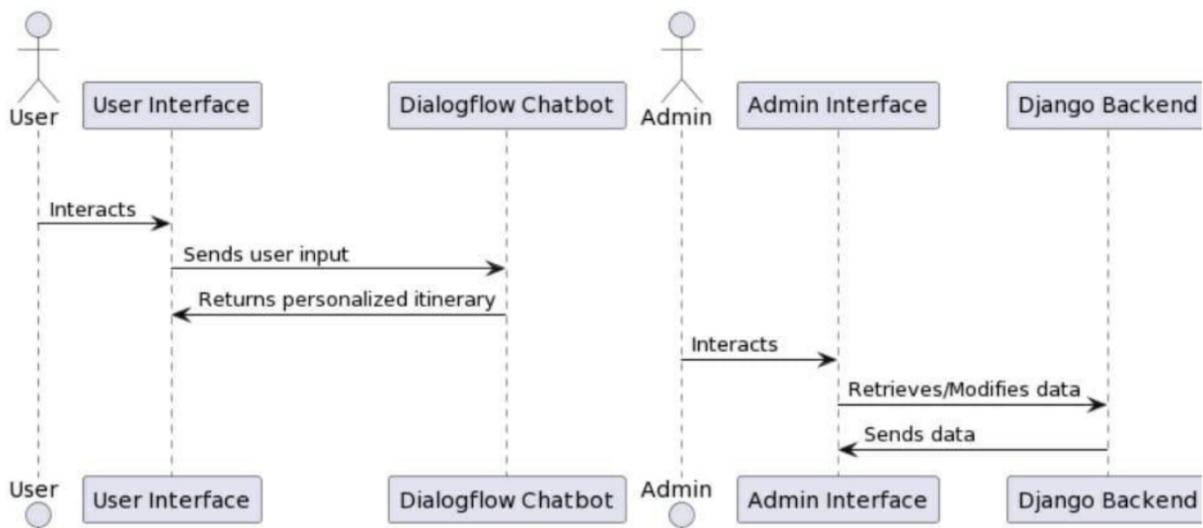 User
User Interface
Dialogflow Chatbot
Admin
Admin Interface
Django Backend
Interacts
Sends user input
Returns personalized itinerary
Interacts
Retrieves/Modifies data
Sends data
User
User Interface
Dialogflow Chatbot
Admin
Admin Interface
Django Backend